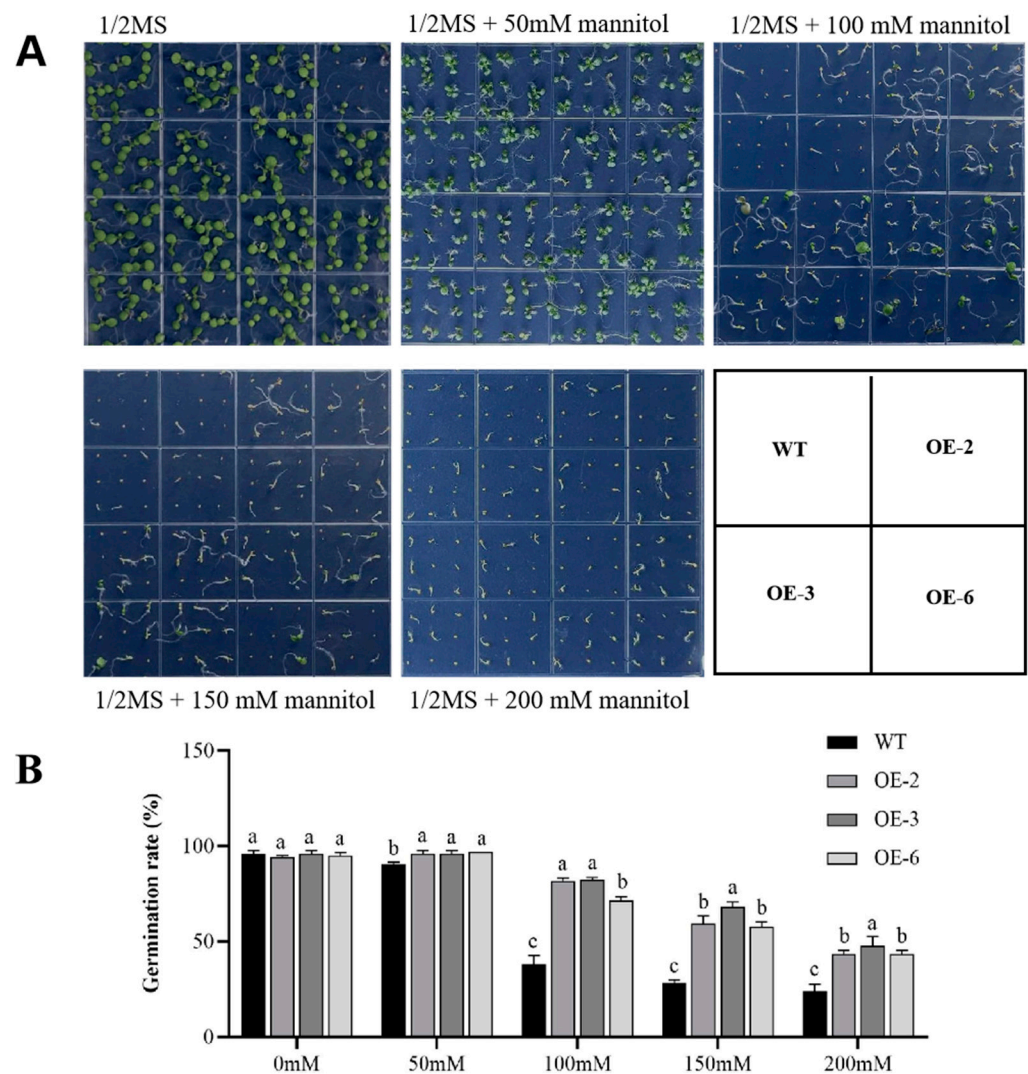 A
1/2MS
1/2MS + 50mM mannitol
1/2MS + 100 mM mannitol
WT
OE-2
OE-3
OE-6
1/2MS + 150 mM mannitol
1/2MS + 200 mM mannitol
B
Germination rate (%)
150
100
50
0
a a a a
b a a a
c a a b
c b a b
c b a b
0mM
50mM
100mM
150mM
200mM
WT
OE-2
OE-3
OE-6